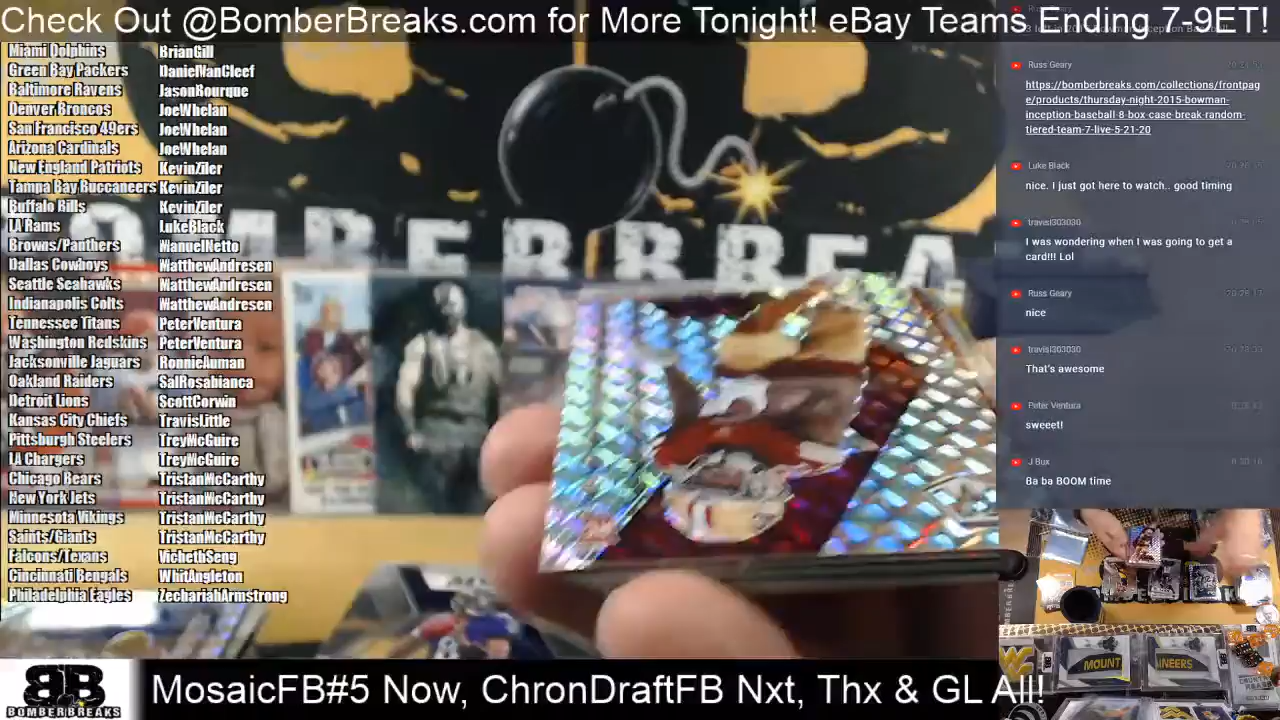 Check Out @BomberBreaks.com for More Tonight! eBay Teams Ending 7-9ET!
Miami Dolphins BrianGill
Green Bay Packers DanielVanCleef
Baltimore Ravens JasonBourque
Denver Broncos JoeWhelan
San Francisco 49ers JoeWhelan
Arizona Cardinals JoeWhelan
New England Patriots KevinZiler
Tampa Bay Buccaneers KevinZiler
Buffalo Bills KevinZiler
LA Rams LukeBlack
Browns/Panthers ManuelNetto
Dallas Cowboys MatthewAndresen
Seattle Seahawks MatthewAndresen
Indianapolis Colts MatthewAndresen
Tennessee Titans PeterVentura
Washington Redskins PeterVentura
Jacksonville Jaguars RonnieAuman
Oakland Raiders SalRosabianca
Detroit Lions ScottCorwin
Kansas City Chiefs TravisLittle
Pittsburgh Steelers TreyMcGuire
LA Chargers TreyMcGuire
Chicago Bears TristanMcCarthy
New York Jets TristanMcCarthy
Minnesota Vikings TristanMcCarthy
Saints/Giants TristanMcCarthy
Falcons/Texans VichethSeng
Cincinnati Bengals WhitAngleton
Philadelphia Eagles ZechariahArmstrong
OMBERBREA
Russ Geary
https://bomberbreaks.com/collections/frontpag
e/products/thursday-night-2015-bowman-
inception-baseball-8-box-case-break-random-
tiered-team-7-live-5-21-20
Luke Black
nice. I just got here to watch.. good timing
travisl303030
I was wondering when I was going to get a
card!!! Lol
Russ Geary
nice
travisl303030
That's awesome
Peter Ventura
sweeet!
J Bux
Ba ba BOOM time
MOUNT
INEERS
BB
BOMBERBREAKS
MosaicFB#5 Now, ChronDraftFB Nxt, Thx & GL All!